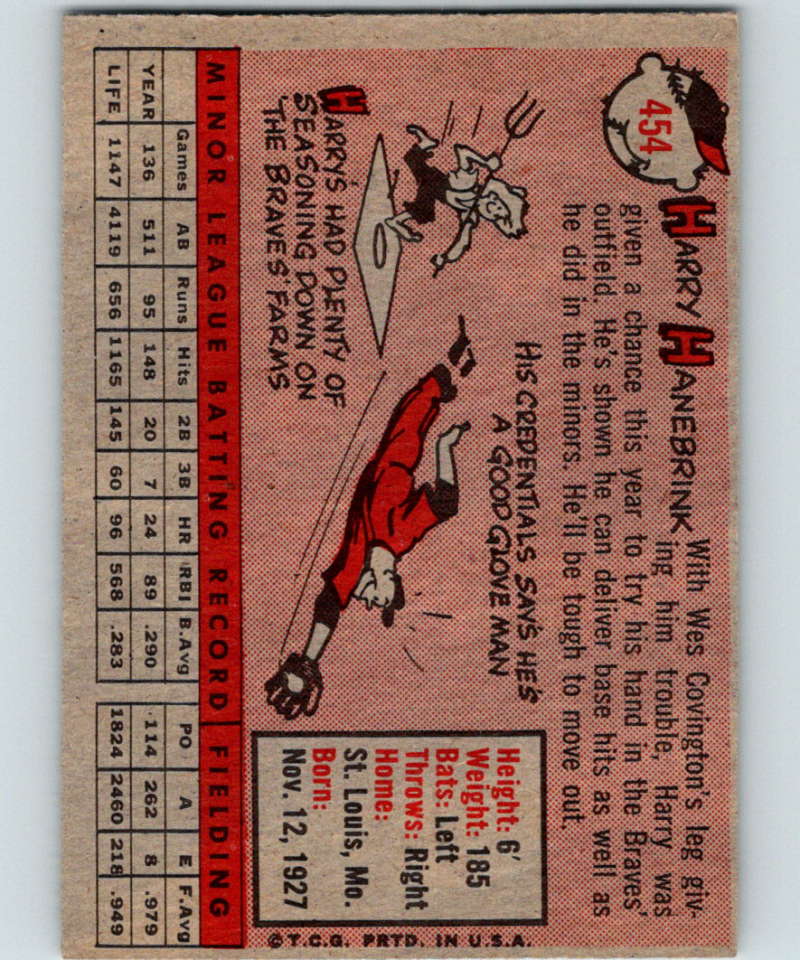 454
HARRY HANEBRINK
With Wes Covington's leg giv-
ing him trouble, Harry was
given a chance this year to try his hand in the Braves'
outfield. He's shown he can deliver base hits as well as
he did in the minors. He'll be tough to move out.
HIS CREDENTIALS SAYS HE'S
A GOOD GLOVE MAN
HARRY'S HAD PLENTY OF
SEASONING DOWN ON
'THE BRAVES' FARMS
Height: 6'
Weight: 185
Bats: Left
Throws: Right
Home:
St. Louis, Mo.
Born:
Nov. 12, 1927
MINOR LEAGUE BATTING RECORD FIELDING
Games AB Runs Hits 2B 3B HR RBI B.Avg PO A E F.Avg
YEAR 136 511 95 148 20 7 24 89 .290 114 262 8 .979
LIFE 1147 4119 656 1165 145 60 96 568 .283 1824 2460 218 .949
©T.C.G. PRTD. IN U.S.A.